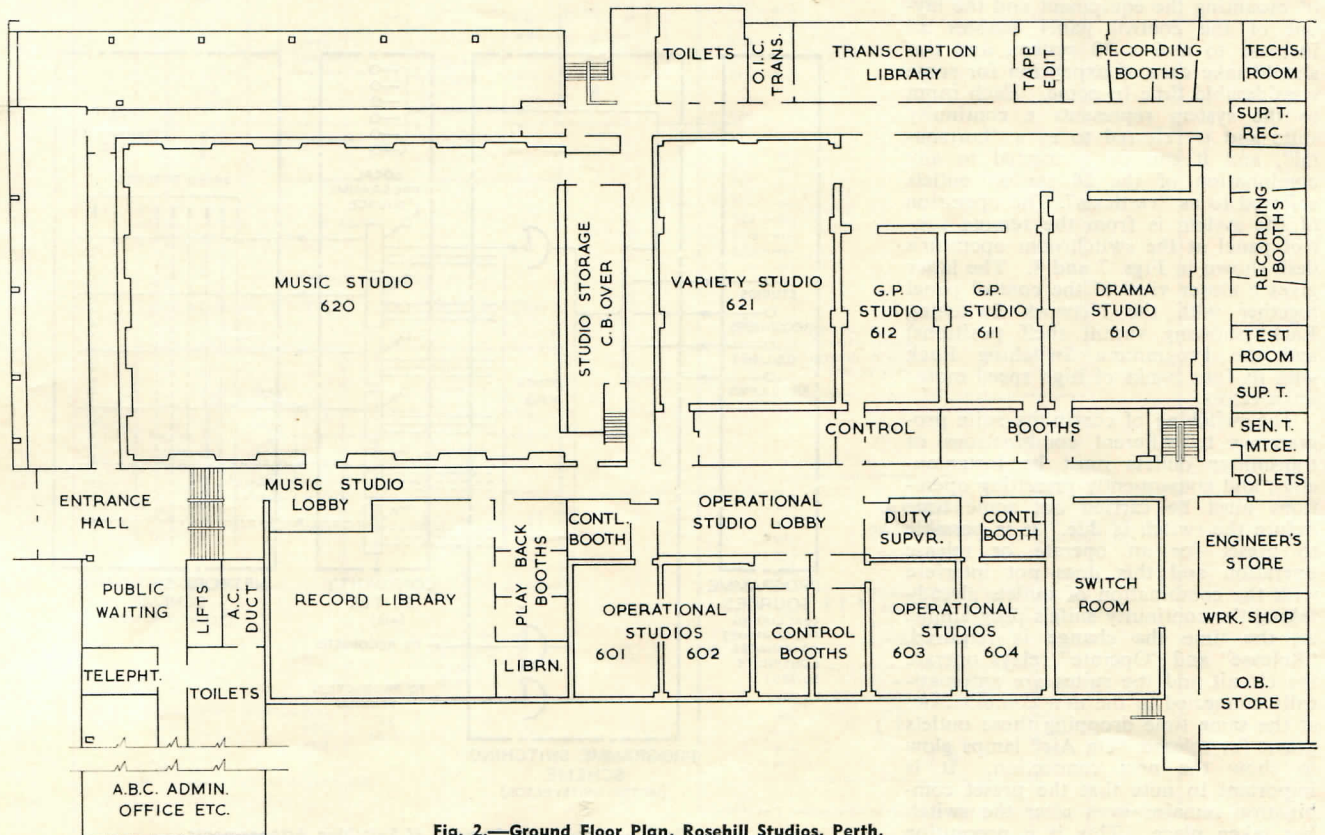 TOILETS
O.I.C.
TRANS.
TRANSCRIPTION
LIBRARY
TAPE
EDIT
RECORDING
BOOTHS
TECHS.
ROOM
SUP. T.
REC.
RECORDING
BOOTHS
TEST
ROOM
SUP. T.
SEN. T.
MTCE.
TOILETS
MUSIC STUDIO
620
STUDIO STORAGE
C.B. OVER
VARIETY STUDIO
621
G.P.
STUDIO
612
G.P.
STUDIO
611
DRAMA
STUDIO
610
CONTROL BOOTHS
ENTRANCE
HALL
MUSIC STUDIO
LOBBY
OPERATIONAL
STUDIO LOBBY
CONTL.
BOOTH
DUTY
SUPVR.
CONTL.
BOOTH
ENGINEER'S
STORE
PUBLIC
WAITING
LIFTS
A.C.
DUCT
RECORD LIBRARY
PLAY BACK
BOOTHS
OPERATIONAL
STUDIOS
601 602
CONTROL
BOOTHS
OPERATIONAL
STUDIOS
603 604
SWITCH
ROOM
WRK. SHOP
TELEPHT.
TOILETS
LIBRN.
O.B.
STORE
A.B.C. ADMIN.
OFFICE ETC.
Fig. 2.—Ground Floor Plan, Rosehill Studios, Perth.